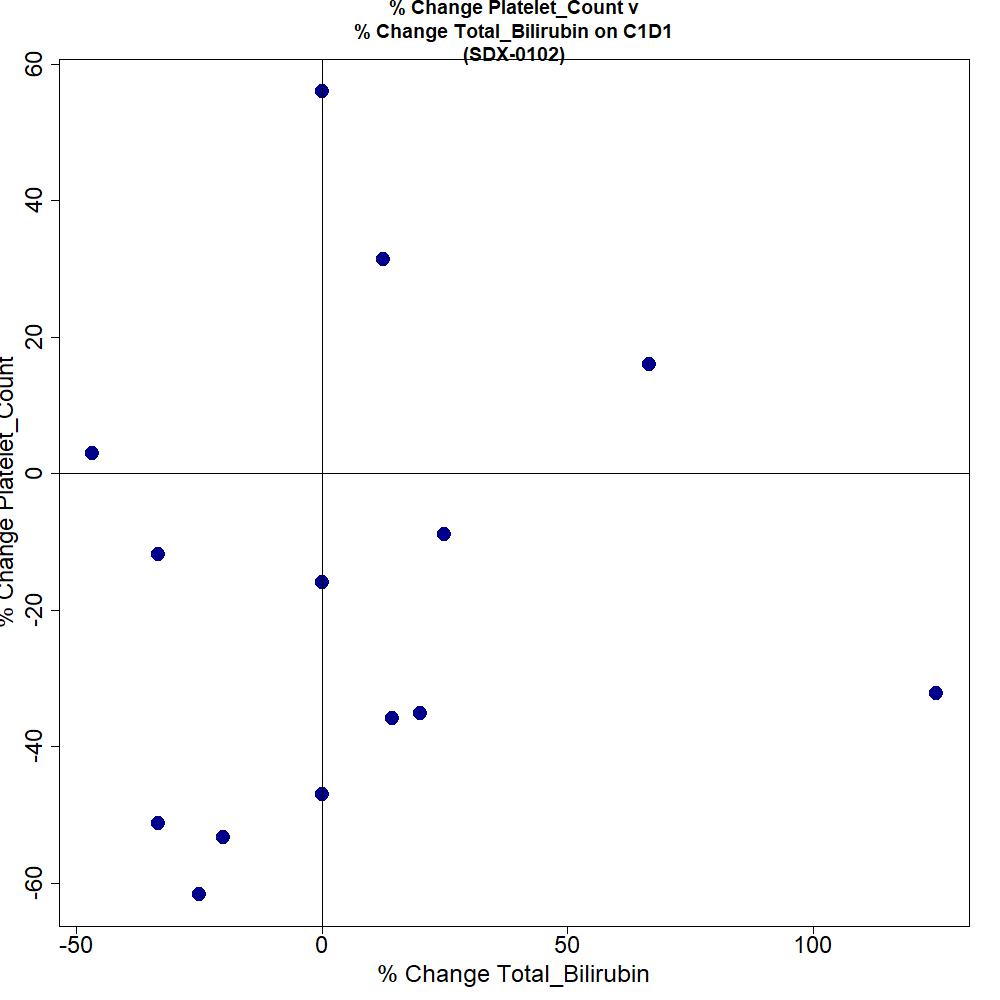 % Change Platelet_Count v
% Change Total_Bilirubin on C1D1
(SDX-0102)
60
40
20
0
-20
-40
-60
% Change Platelet_Count
-50
0
50
100
% Change Total_Bilirubin